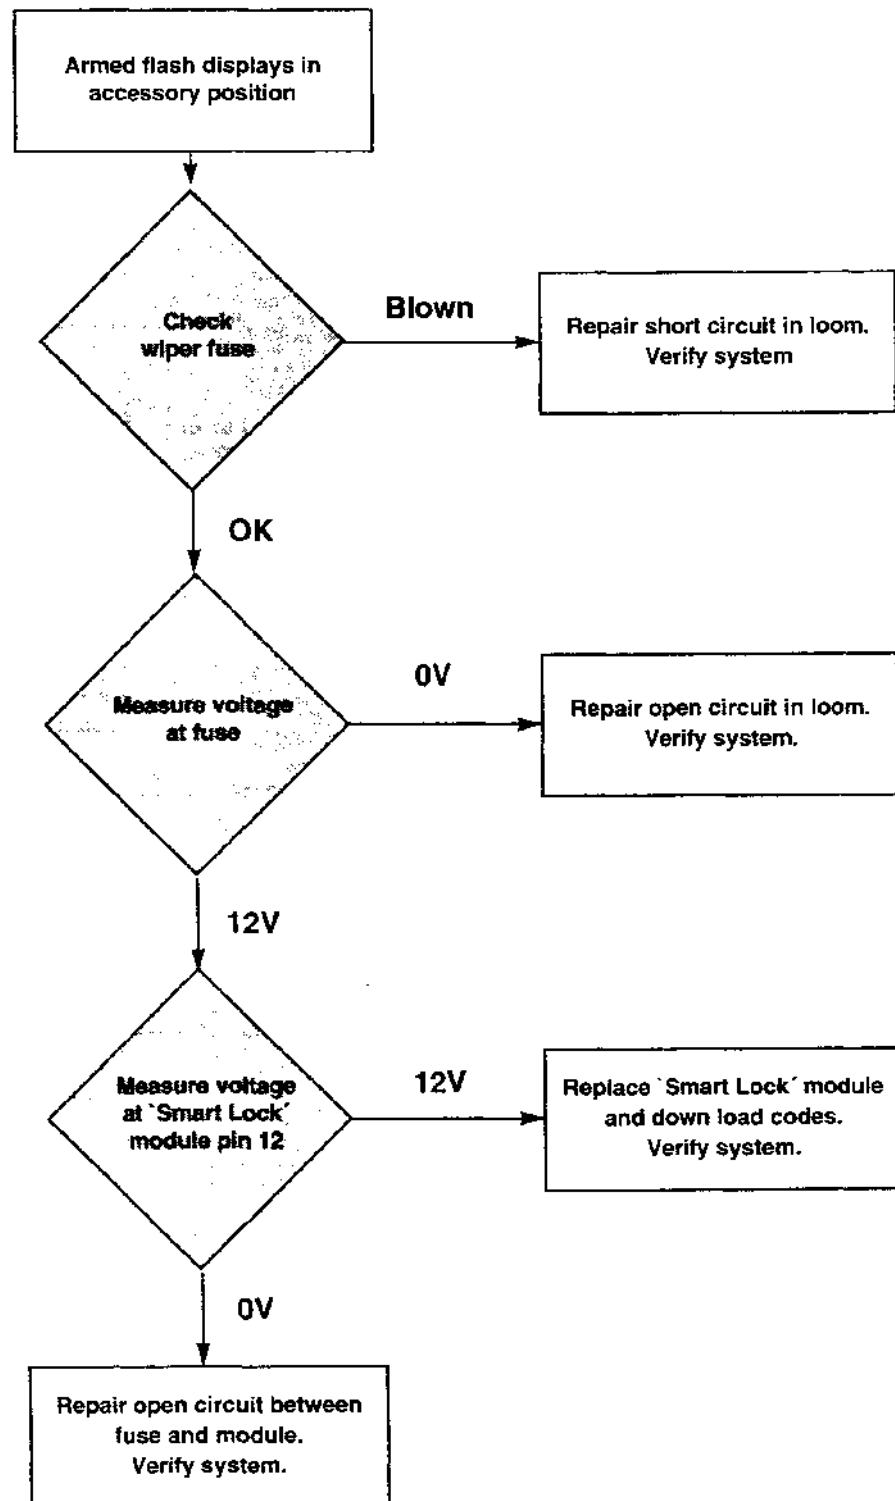 Armed flash displays in
accessory position
Check
wiper fuse
Blown
Repair short circuit in loom.
Verify system
OK
Measure voltage
at fuse
0V
Repair open circuit in loom.
Verify system.
12V
Measure voltage
at `Smart Lock´
module pin 12
12V
Replace `Smart Lock´ module
and down load codes.
Verify system.
0V
Repair open circuit between
fuse and module.
Verify system.